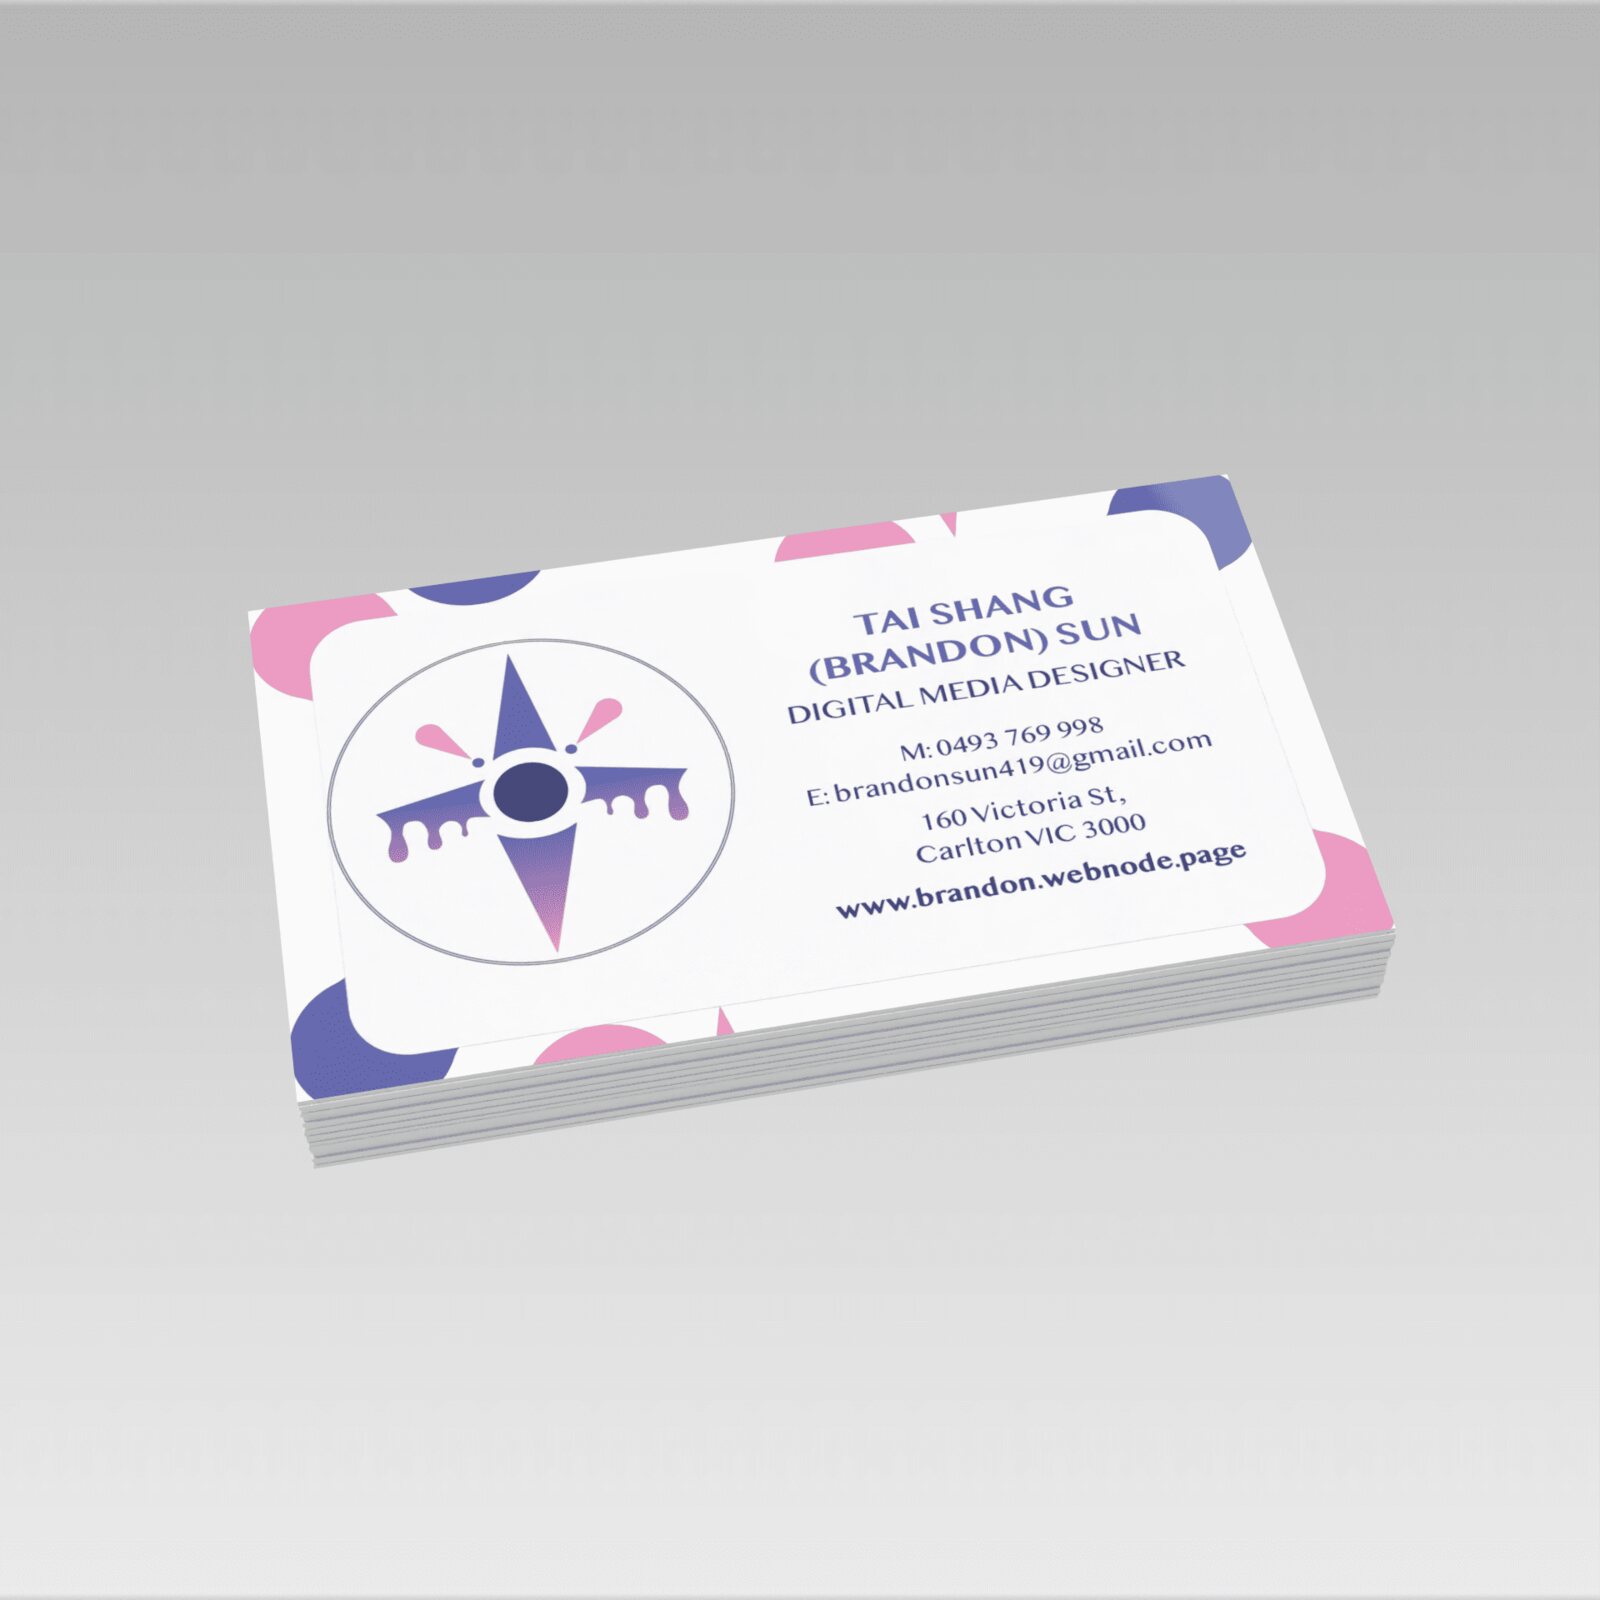 TAI SHANG
(BRANDON) SUN
DIGITAL MEDIA DESIGNER
M: 0493 769 998
E: brandonsun419@gmail.com
160 Victoria St,
Carlton VIC 3000
www.brandon.webnode.page